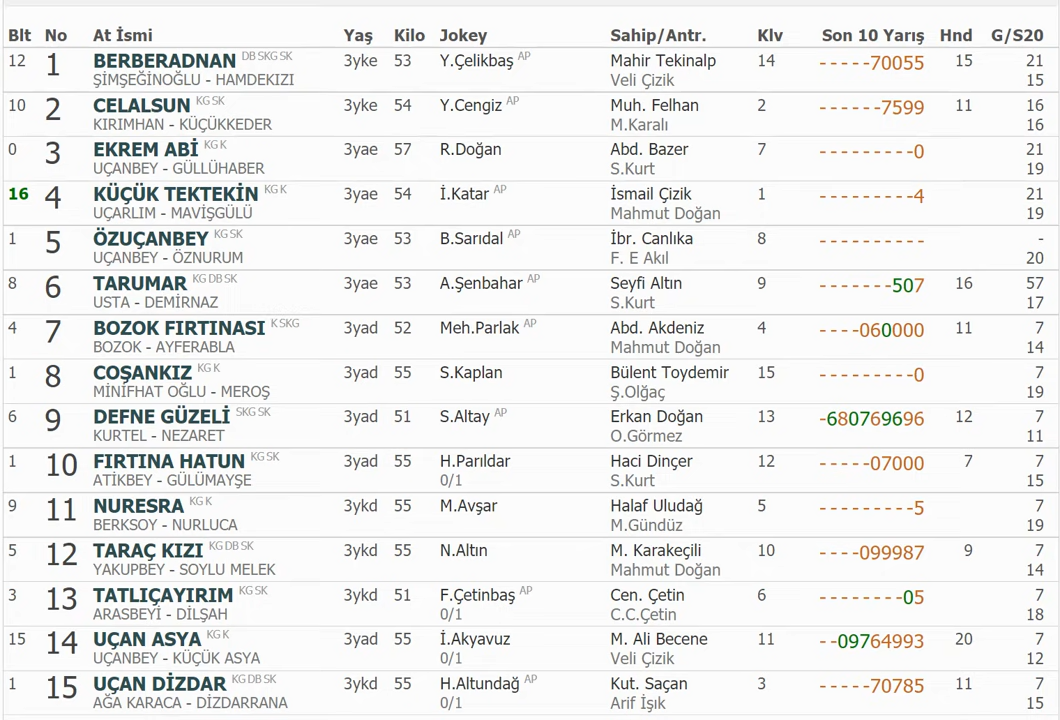 Blt No At İsmi Yaş Kilo Jokey Sahip/Antr. Klv Son 10 Yarış Hnd G/S20
12 1 BERBERADNAN DB SKG SK 3yke 53 Y.Çelikbaş AP Mahir Tekinalp 14 -----70055 15 21
ŞİMŞEĞİNOĞLU - HAMDEKIZI Veli Çizik 15
10 2 CELALSUN KG SK 3yke 54 Y.Cengiz AP Muh. Felhan 2 ------7599 11 16
KIRIMHAN - KÜÇÜKKEDER M.Karalı 16
0 3 EKREM ABİ KG K 3yae 57 R.Doğan Abd. Bazer 7 ---------0 21
UÇANBEY - GÜLLÜHABER S.Kurt 19
16 4 KÜÇÜK TEKTEKİN KG K 3yae 54 İ.Katar AP İsmail Çizik 1 ---------4 21
UÇARLIM - MAVİŞGÜLÜ Mahmut Doğan 19
1 5 ÖZUÇANBEY KG SK 3yae 53 B.Sarıdal AP İbr. Canlıka 8 ---------- -
UÇANBEY - ÖZNURUM F. E Akıl 20
8 6 TARUMAR KG DB SK 3yae 53 A.Şenbahar AP Seyfi Altın 9 -------507 16 57
USTA - DEMİRNAZ S.Kurt 17
4 7 BOZOK FIRTINASI K SKG 3yad 52 Meh.Parlak AP Abd. Akdeniz 4 ----060000 11 7
BOZOK - AYFERABLA Mahmut Doğan 14
1 8 COŞANKIZ KG K 3yad 55 S.Kaplan Bülent Toydemir 15 ---------0 7
MİNİFHAT OĞLU - MEROŞ Ş.Olğaç 19
6 9 DEFNE GÜZELİ SKG SK 3yad 51 S.Altay AP Erkan Doğan 13 -680769696 12 7
KURTEL - NEZARET O.Görmez 11
1 10 FIRTINA HATUN KG SK 3yad 55 H.Parıldar Haci Dinçer 12 -----07000 7 7
ATİKBEY - GÜLÜMAYŞE 0/1 S.Kurt 15
9 11 NURESRA KG K 3ykd 55 M.Avşar Halaf Uludağ 5 ---------5 7
BERKSOY - NURLUCA M.Gündüz 19
5 12 TARAÇ KIZI KG DB SK 3ykd 55 N.Altın M. Karakeçili 10 ----099987 9 7
YAKUPBEY - SOYLU MELEK Mahmut Doğan 14
3 13 TATLIÇAYIRIM KG SK 3ykd 51 F.Çetinbaş AP Cen. Çetin 6 --------05 7
ARASBEYİ - DİLŞAH 0/1 C.C.Çetin 18
15 14 UÇAN ASYA KG K 3yad 55 İ.Akyavuz M. Ali Becene 11 --09764993 20 7
UÇANBEY - KÜÇÜK ASYA 0/1 Veli Çizik 12
1 15 UÇAN DİZDAR KG DB SK 3ykd 55 H.Altundağ AP Kut. Saçan 3 -----70785 11 7
AĞA KARACA - DİZDARRANA 0/1 Arif Işık 15